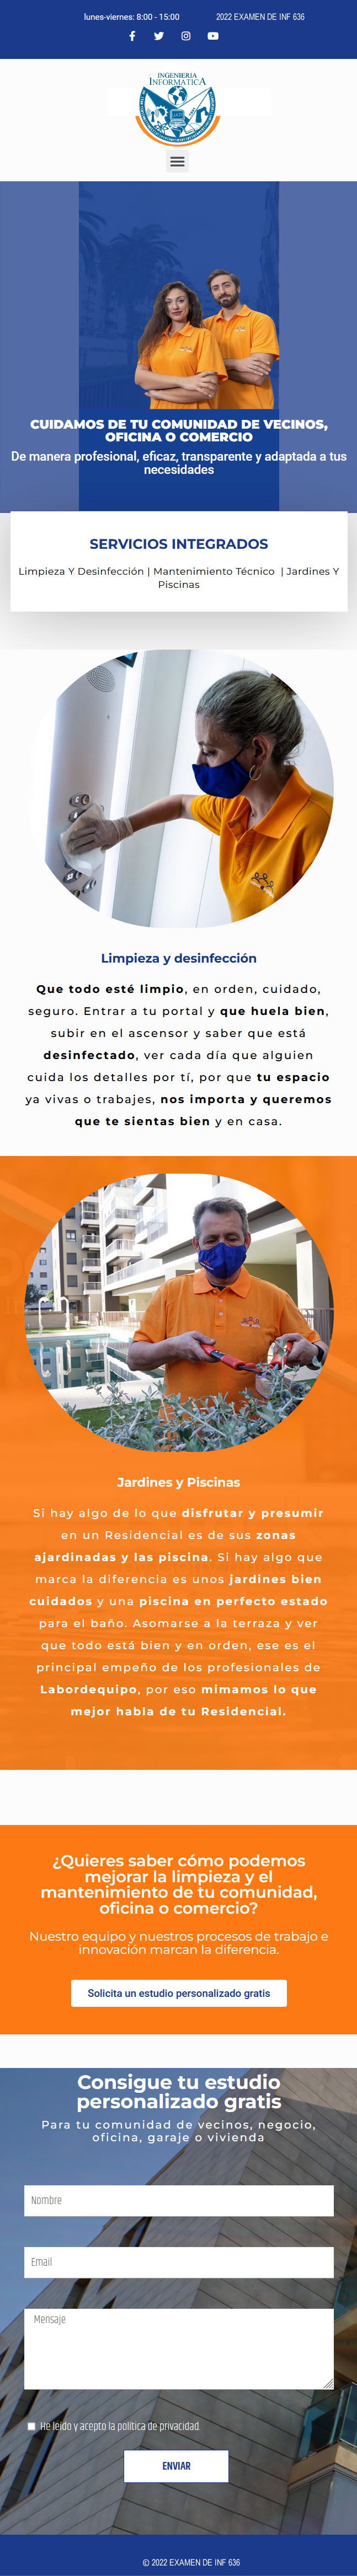 lunes-viernes: 8:00 - 15:00
2022 EXAMEN DE INF 636
INGENIERIA
INFORMATICA
CUIDAMOS DE TU COMUNIDAD DE VECINOS,
OFICINA O COMERCIO
De manera profesional, eficaz, transparente y adaptada a tus
necesidades
SERVICIOS INTEGRADOS
Limpieza Y Desinfección | Mantenimiento Técnico | Jardines Y
Piscinas
Limpieza y desinfección
Que todo esté limpio, en orden, cuidado,
seguro. Entrar a tu portal y que huela bien,
subir en el ascensor y saber que está
desinfectado, ver cada día que alguien
cuida los detalles por tí, por que tu espacio
ya vivas o trabajes, nos importa y queremos
que te sientas bien y en casa.
Jardines y Piscinas
Si hay algo de lo que disfrutar y presumir
en un Residencial es de sus zonas
ajardinadas y las piscina. Si hay algo que
marca la diferencia es unos jardines bien
cuidados y una piscina en perfecto estado
para el baño. Asomarse a la terraza y ver
que todo está bien y en orden, ese es el
principal empeño de los profesionales de
Labordequipo, por eso mimamos lo que
mejor habla de tu Residencial.
¿Quieres saber cómo podemos
mejorar la limpieza y el
mantenimiento de tu comunidad,
oficina o comercio?
Nuestro equipo y nuestros procesos de trabajo e
innovación marcan la diferencia.
Solicita un estudio personalizado gratis
Consigue tu estudio
personalizado gratis
Para tu comunidad de vecinos, negocio,
oficina, garaje o vivienda
Nombre
Email
Mensaje
He leído y acepto la política de privacidad.
ENVIAR
© 2022 EXAMEN DE INF 636